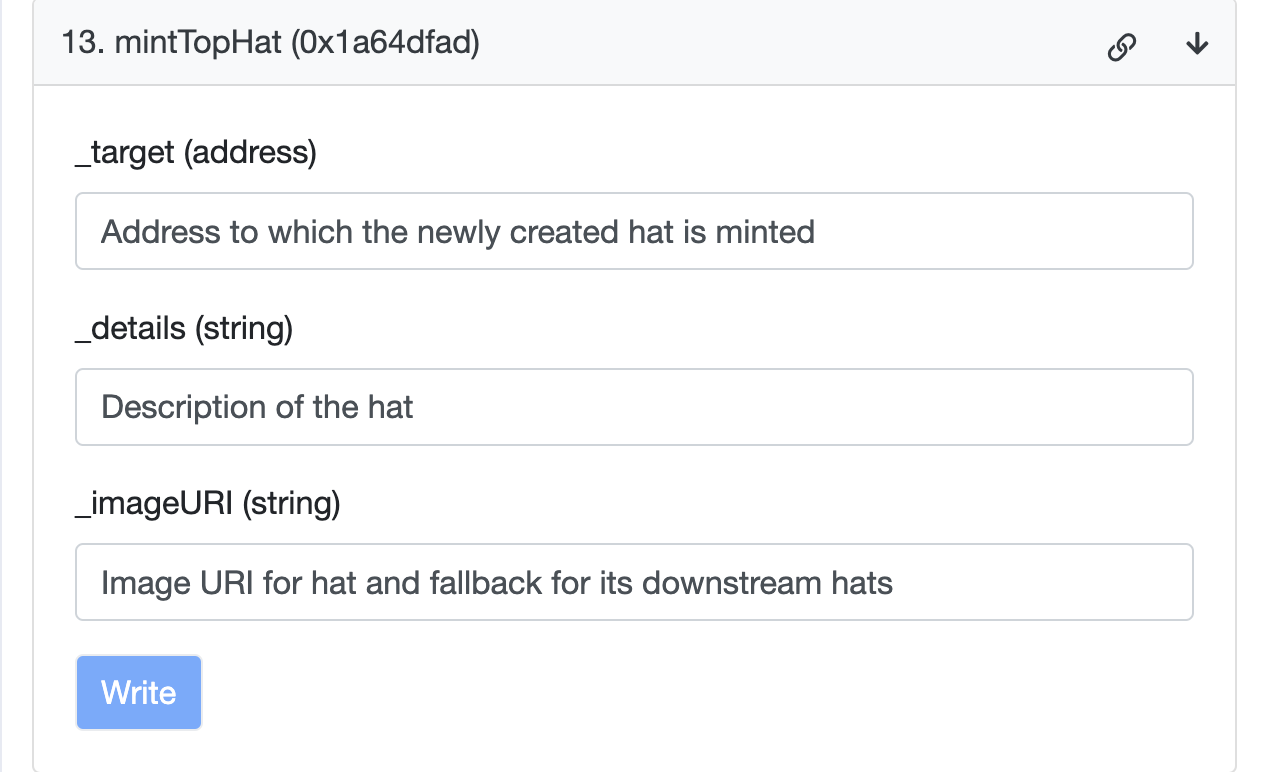 13. mintTopHat (0x1a64dfad)
_target (address)
Address to which the newly created hat is minted
_details (string)
Description of the hat
_imageURI (string)
Image URI for hat and fallback for its downstream hats
Write